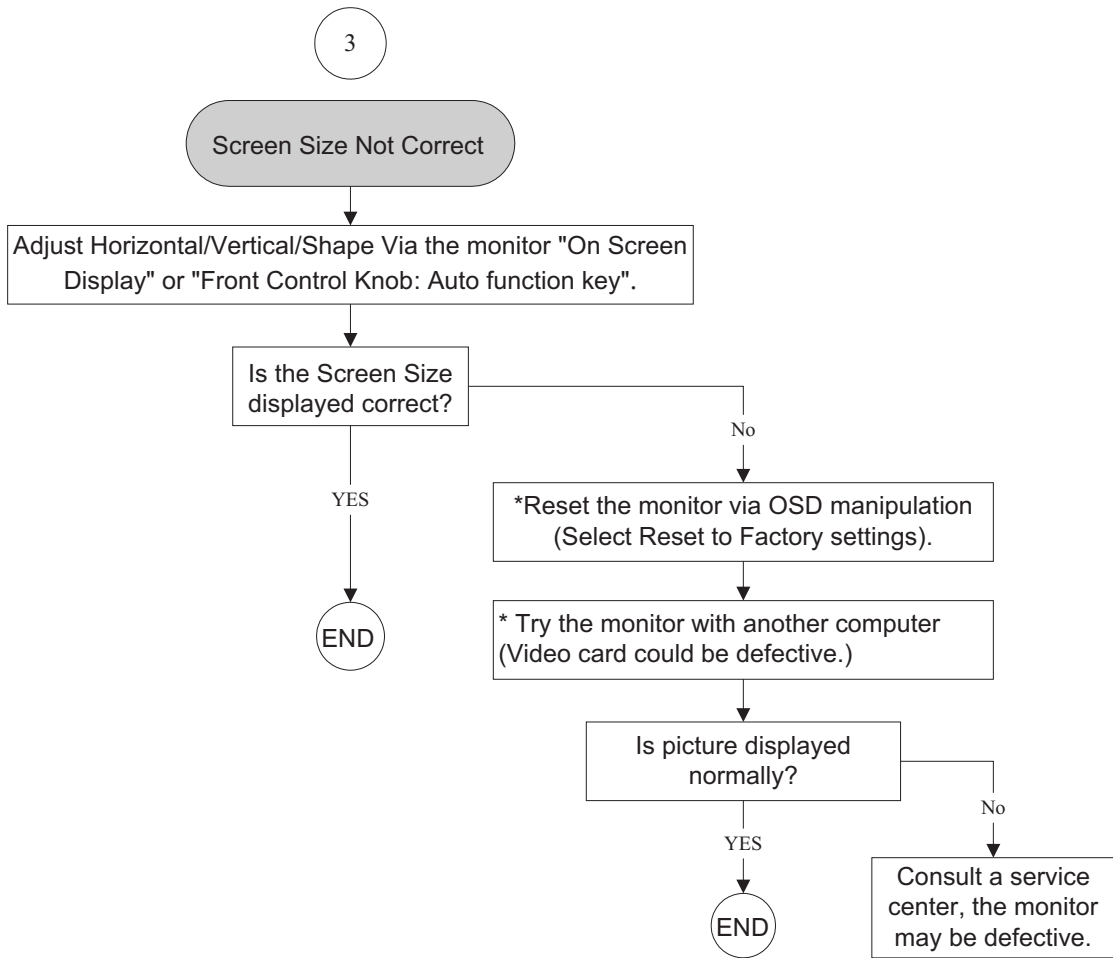 3
Screen Size Not Correct
Adjust Horizontal/Vertical/Shape Via the monitor "On Screen
Display" or "Front Control Knob: Auto function key".
Is the Screen Size
displayed correct?
No
YES
*Reset the monitor via OSD manipulation
(Select Reset to Factory settings).
END
* Try the monitor with another computer
(Video card could be defective.)
Is picture displayed
normally?
No
YES
Consult a service
center, the monitor
may be defective.
END